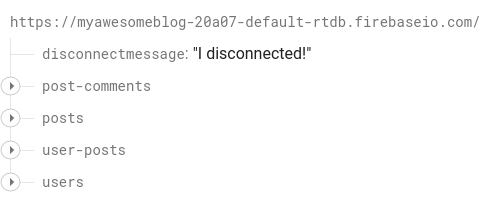 https://myawesomeblog-20a07-default-rtdb.firebaseio.com/
disconnectmessage: "I disconnected!"
post-comments
posts
user-posts
users